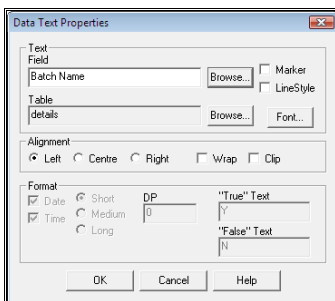 Data Text Properties
Text
Field
Batch Name
Browse...
Marker
LineStyle
Table
details
Browse...
Font...
Alignment
Left Centre Right Wrap Clip
Format
Date Short DP "True" Text
Time Medium 0 Y
Long "False" Text
N
OK Cancel Help